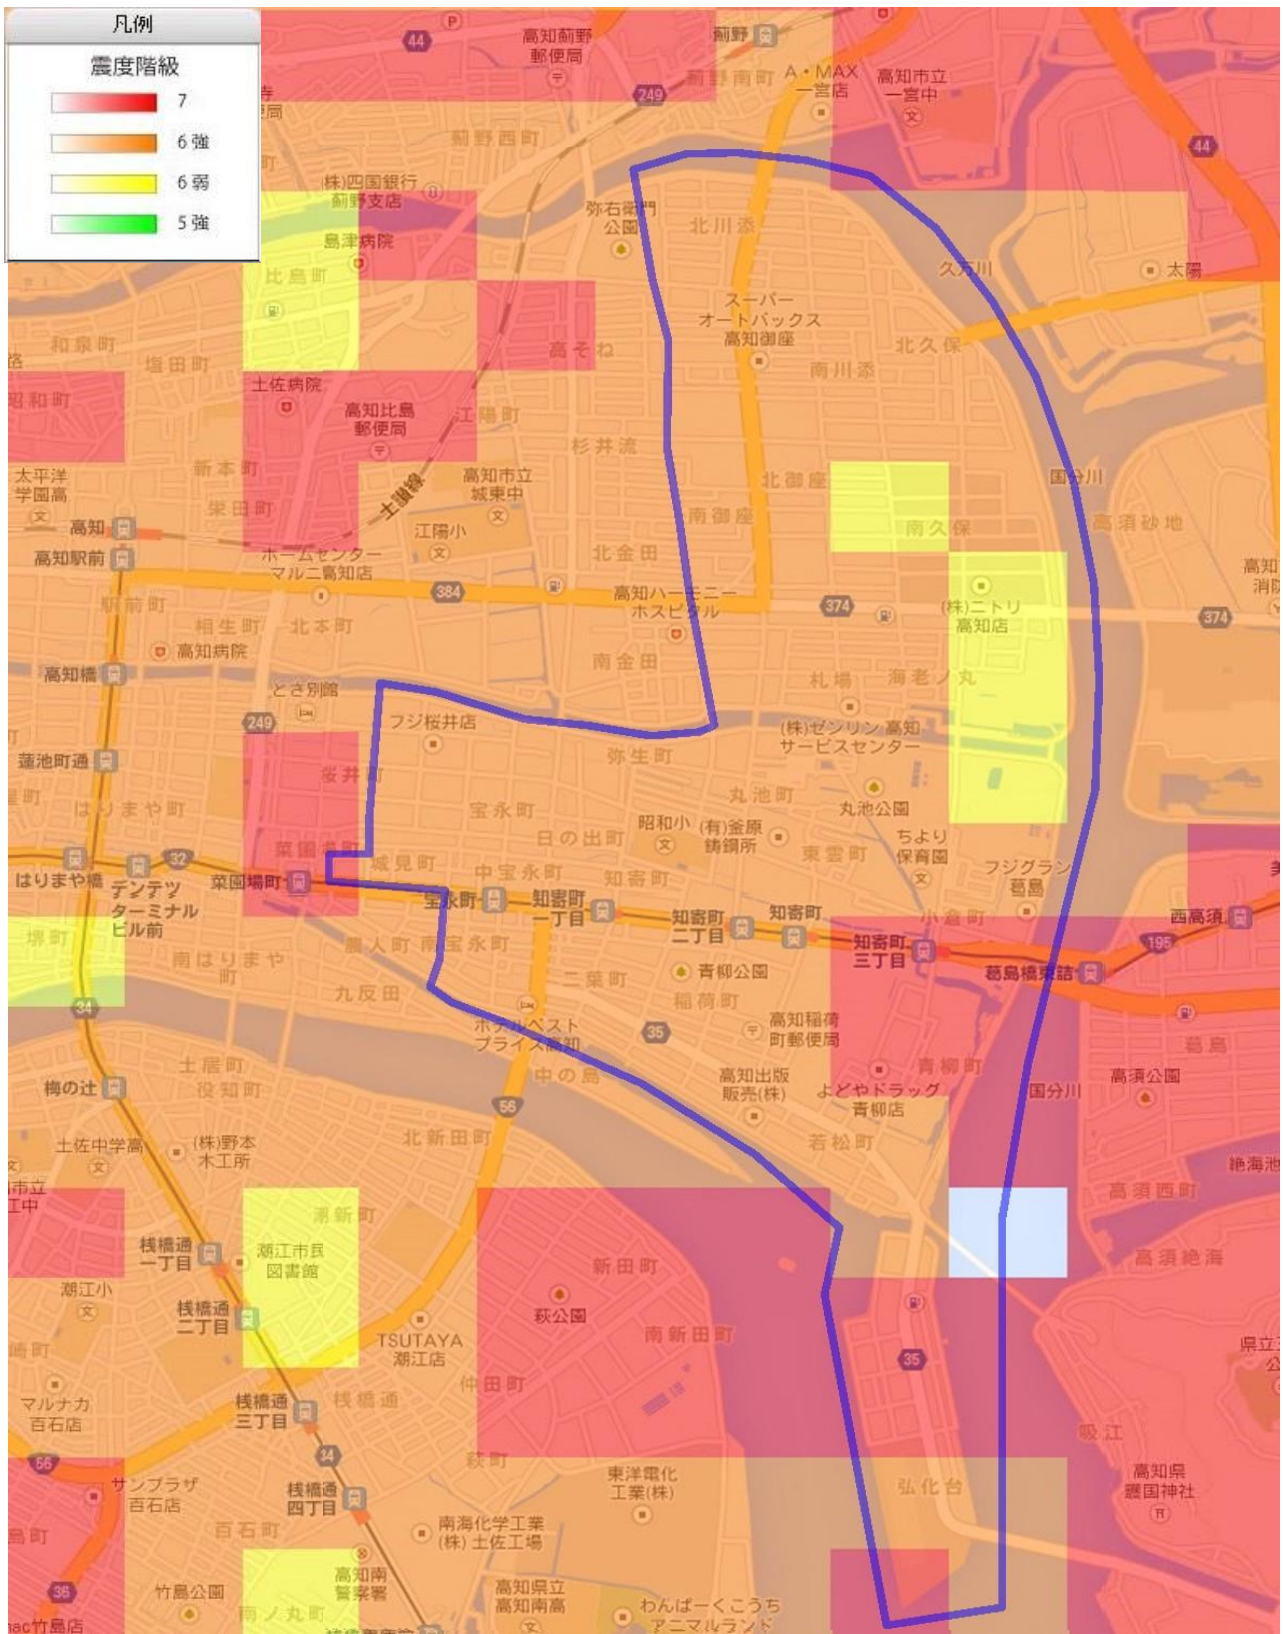 凡例
震度階級
7
6強
6弱
5強
P
44
高知薊野
郵便局
薊野
薊野南町
A・MAX
一宮店
高知市立
一宮中
文
249
44
薊野西町
(株)四国銀行
薊野支店
弥右衛門
公園
北川添
島津病院
比島町
久万川
太陽
スーパー
オートバックス
高知御座
和泉町
塩田町
高そね
北久保
南川添
昭和町
土佐病院
高知比島
郵便局
江陽町
杉井流
新本町
太平洋
学園高
文
高知市立
城東中
文
土讃線
北御座
国分川
栄田町
南御座
南久保
高須砂地
高知
江陽小
文
高知駅前
ホームセンター
マルニ高知店
北金田
384
高知ハーモニー
ホスピタル
374
(株)ニトリ
高知店
374
駅前町
相生町
北本町
高知病院
南金田
高知橋
とさ別館
札場
海老ノ丸
249
フジ桜井店
(株)ゼンリン高知
サービスセンター
弥生町
蓮池町通
桜井町
丸池町
丸池公園
はりまや町
宝永町
日の出町
昭和小
文
(有)釜原
鋳鋼所
東雲町
ちより
保育園
文
菜園場町
城見町
中宝永町
知寄町
フジグラン
葛島
32
はりまや橋
デンテツ
ターミナル
ビル前
菜園場町
宝永町
知寄町
一丁目
知寄町
二丁目
知寄町
小倉町
知寄町
三丁目
西高須
195
葛島橋東詰
堺町
南はりまや
町
農人町
南宝永町
二葉町
青柳公園
稲荷町
九反田
34
ホテルベスト
プライス高知
35
高知稲荷
町郵便局
葛島
土居町
役知町
中の島
青柳町
梅の辻
高知出版
販売(株)
よどやドラッグ
青柳店
国分川
高須公園
56
土佐中学高
文
(株)野本
木工所
北新田町
若松町
絶海池
高須西町
潮新町
桟橋通
一丁目
潮江市民
図書館
新田町
高須絶海
潮江小
文
桟橋通
二丁目
萩公園
南新田町
TSUTAYA
潮江店
35
マルナカ
百石店
桟橋通
三丁目
桟橋通
仲田町
吸江
56
34
萩町
サンプラザ
百石店
桟橋通
四丁目
東洋電化
工業(株)
弘化台
高知県
護国神社
百石町
南海化学工業
(株)土佐工場
36
竹島公園
高知南
警察署
南ノ丸町
高知県立
高知南高
文
わんぱーくこうち
アニマルランド